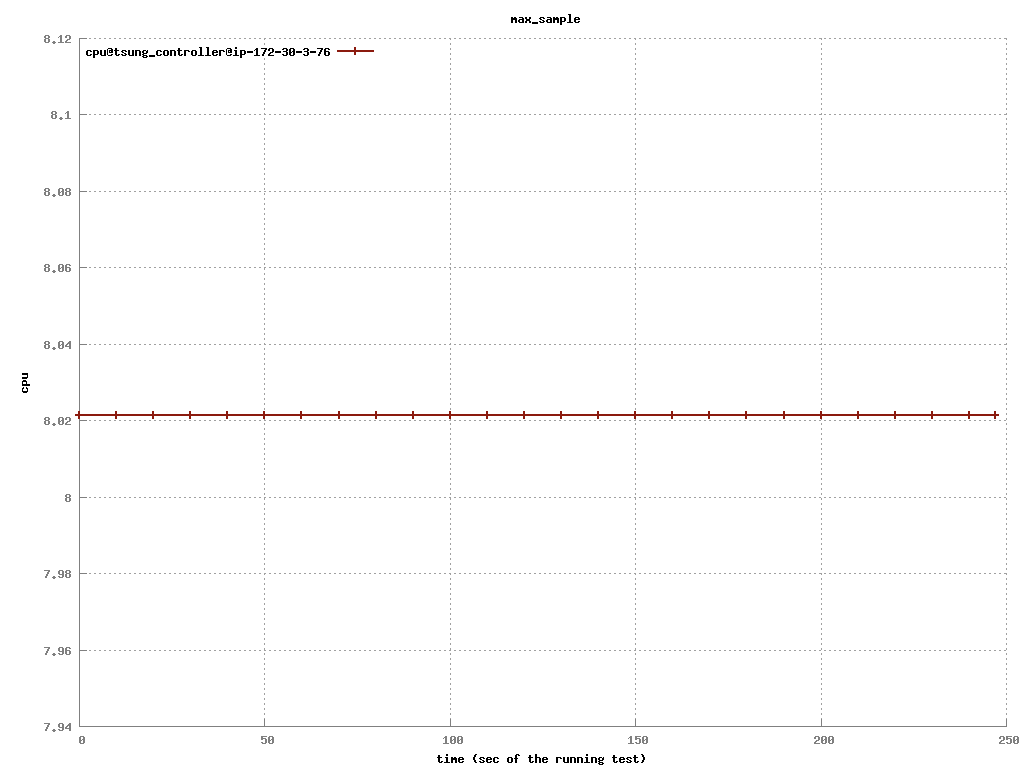 max_sample
8.12
cpu@tsung_controller@ip-172-30-3-76
8.1
8.08
8.06
8.04
cpu
8.02
8
7.98
7.96
7.94
0 50 100 150 200 250
time (sec of the running test)